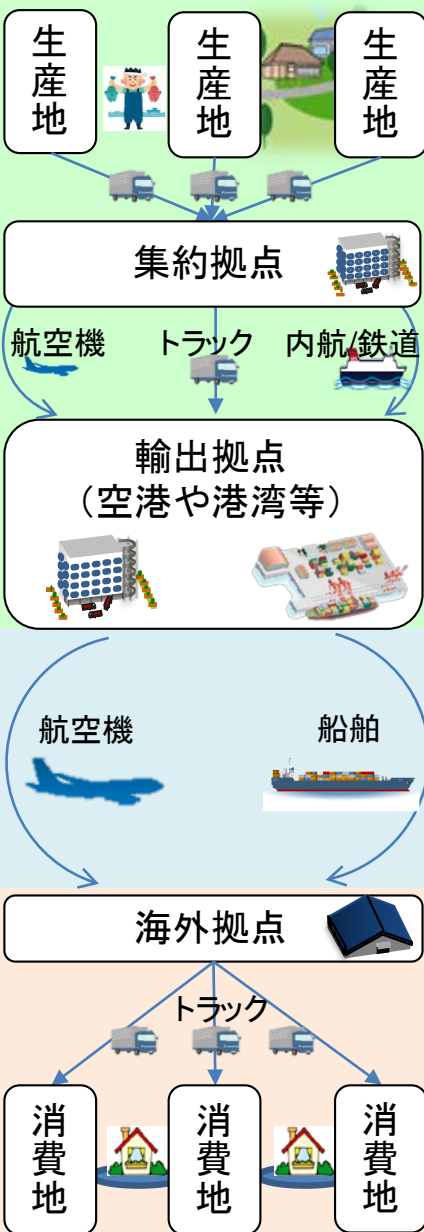 生産地
生産地
生産地
集約拠点
航空機
トラック
内航/鉄道
輸出拠点
（空港や港湾等）
航空機
船舶
海外拠点
トラック
消費地
消費地
消費地